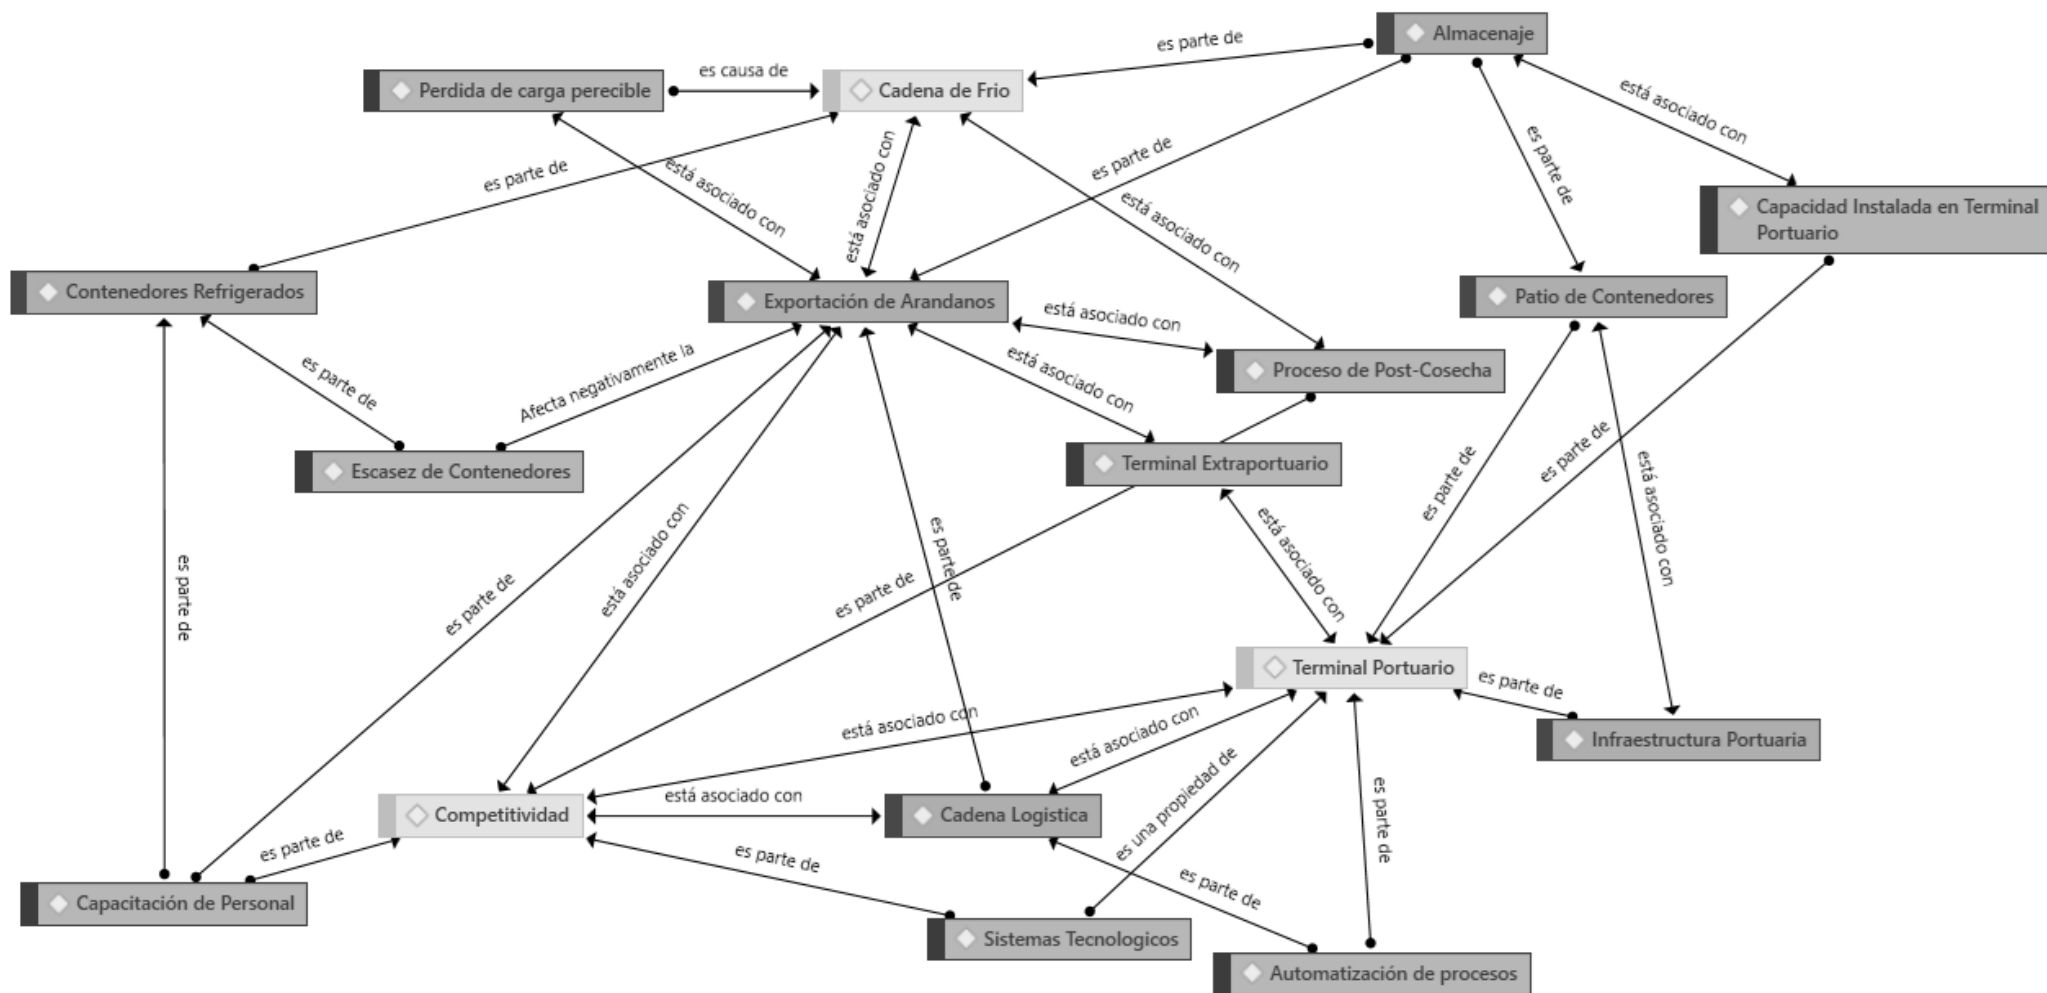 Almacenaje
es parte de
es causa de
Perdida de carga perecible
Cadena de Frio
está asociado con
es parte de
es parte de
está asociado con
está asociado con
es parte de
está asociado con
Capacidad Instalada en Terminal
Portuario
Contenedores Refrigerados
Exportación de Arandanos
Patio de Contenedores
está asociado con
es parte de
Afecta negativamente la
está asociado con
Proceso de Post-Cosecha
Escasez de Contenedores
Terminal Extraportuario
es parte de
es parte de
está asociado con
está asociado con
está asociado con
es parte de
es parte de
es parte de
es parte de
Terminal Portuario
es parte de
está asociado con
está asociado con
Infraestructura Portuaria
es una propiedad de
es parte de
está asociado con
Competitividad
Cadena Logistica
es parte de
es parte de
es parte de
Capacitación de Personal
Sistemas Tecnologicos
Automatización de procesos